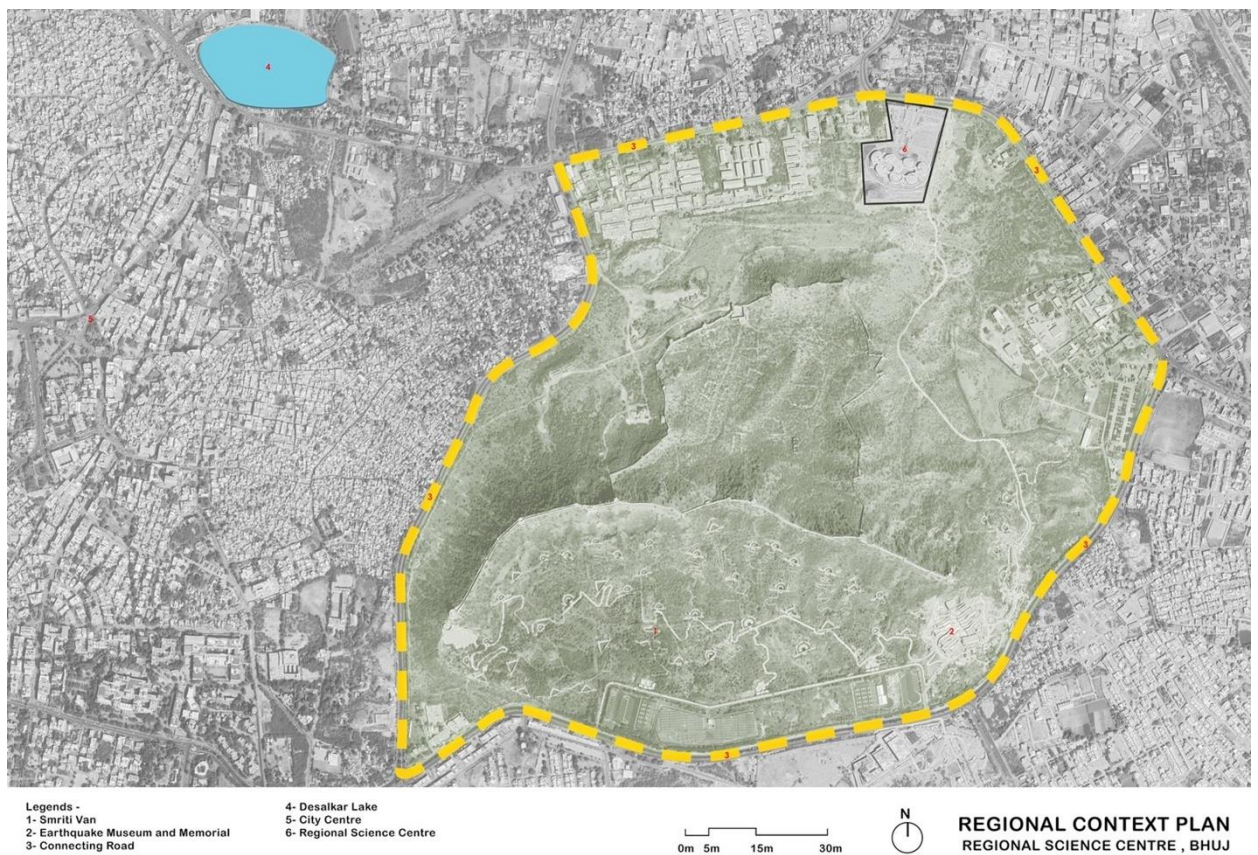 4
3
6
3
5
3
3
1
2
3
Legends -
1- Smriti Van
2- Earthquake Museum and Memorial
3- Connecting Road
4- Desalkar Lake
5- City Centre
6- Regional Science Centre
0m 5m 15m 30m
N
REGIONAL CONTEXT PLAN
REGIONAL SCIENCE CENTRE , BHUJ